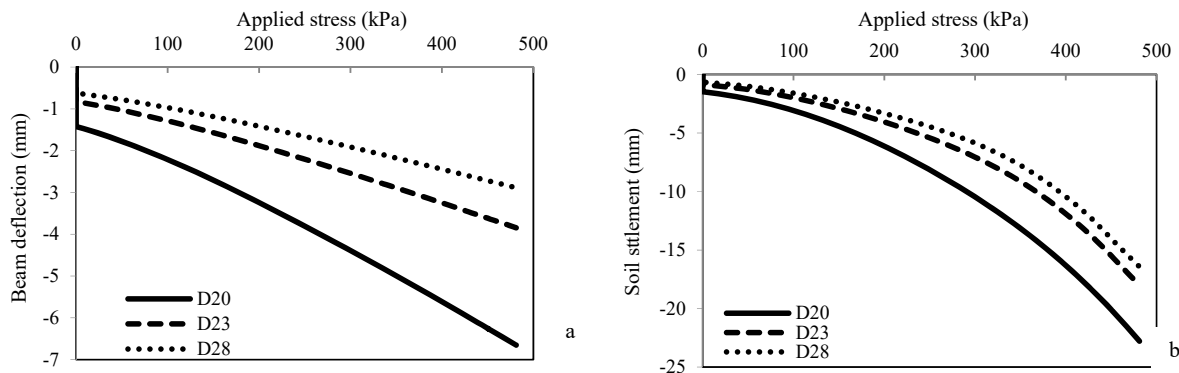 Applied stress (kPa)
0 100 200 300 400 500
Beam deflection (mm)
0
-1
-2
-3
-4
-5
-6
-7
D20
D23
D28
a
Applied stress (kPa)
0 100 200 300 400 500
Soil sttlement (mm)
0
-5
-10
-15
-20
-25
D20
D23
D28
b